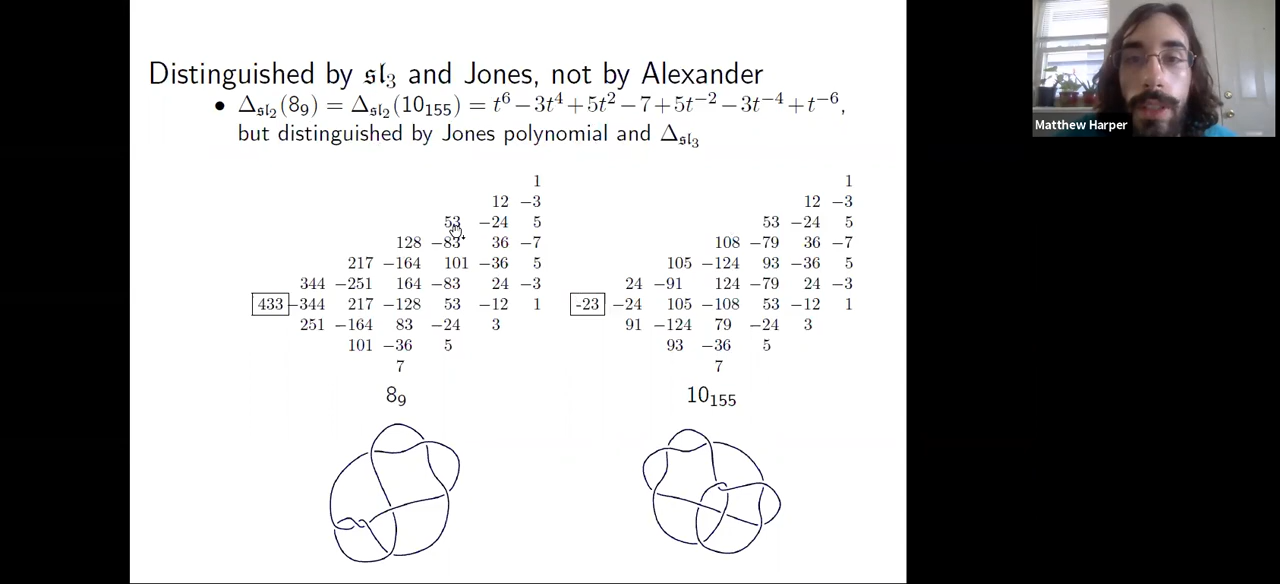 Distinguished by 𝔰𝔩₃ and Jones, not by Alexander
• Δ𝔰𝔩₂(8₉) = Δ𝔰𝔩₂(10₁₅₅) = t⁶ − 3t⁴ + 5t² − 7 + 5t⁻² − 3t⁻⁴ + t⁻⁶,
but distinguished by Jones polynomial and Δ𝔰𝔩₃
1
12 −3
53 −24 5
128 −83 36 −7
217 −164 101 −36 5
344 −251 164 −83 24 −3
433 −344 217 −128 53 −12 1
251 −164 83 −24 3
101 −36 5
7
8₉
1
12 −3
53 −24 5
108 −79 36 −7
105 −124 93 −36 5
24 −91 124 −79 24 −3
-23 −24 105 −108 53 −12 1
91 −124 79 −24 3
93 −36 5
7
10₁₅₅
Matthew Harper